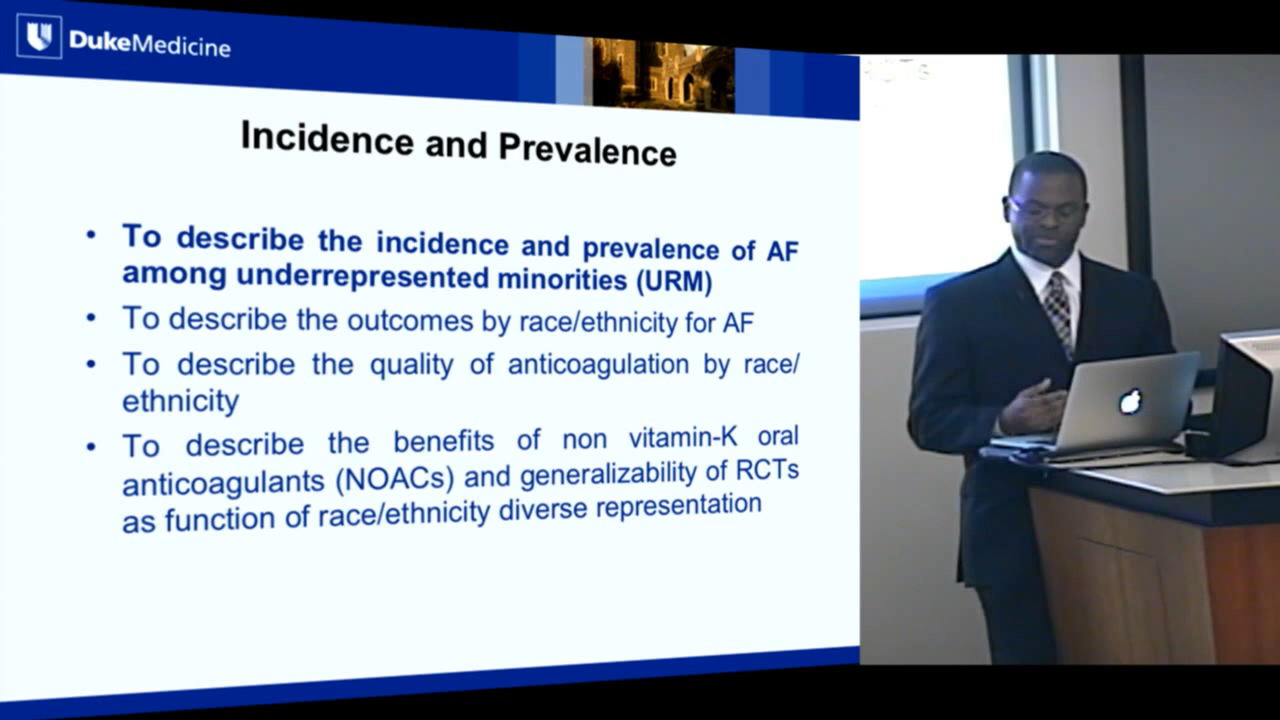 DukeMedicine
Incidence and Prevalence
• To describe the incidence and prevalence of AF
among underrepresented minorities (URM)
• To describe the outcomes by race/ethnicity for AF
• To describe the quality of anticoagulation by race/
ethnicity
• To describe the benefits of non vitamin-K oral
anticoagulants (NOACs) and generalizability of RCTs
as function of race/ethnicity diverse representation